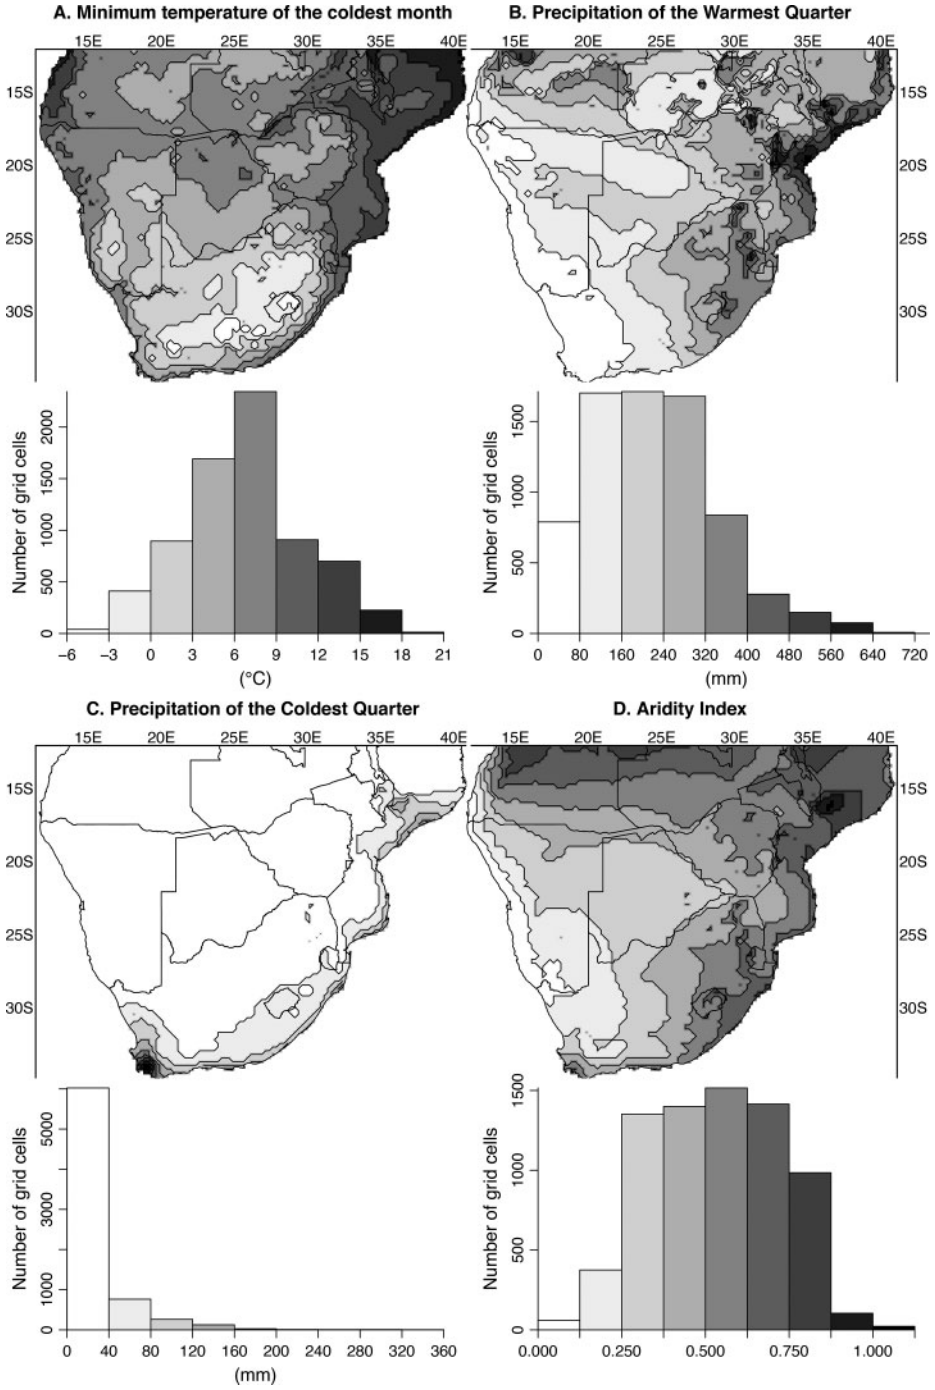 A. Minimum temperature of the coldest month
B. Precipitation of the Warmest Quarter
15E 20E 25E 30E 35E 40E
15E 20E 25E 30E 35E 40E
15S
20S
25S
30S
15S
20S
25S
30S
Number of grid cells
0 500 1000 1500 2000
−6 −3 0 3 6 9 12 15 18 21
(°C)
Number of grid cells
0 500 1000 1500
0 80 160 240 320 400 480 560 640 720
(mm)
C. Precipitation of the Coldest Quarter
D. Aridity Index
15E 20E 25E 30E 35E 40E
15E 20E 25E 30E 35E 40E
15S
20S
25S
30S
15S
20S
25S
30S
Number of grid cells
0 1000 3000 5000
0 40 80 120 160 200 240 280 320 360
(mm)
Number of grid cells
0 500 1000 1500
0.000 0.250 0.500 0.750 1.000